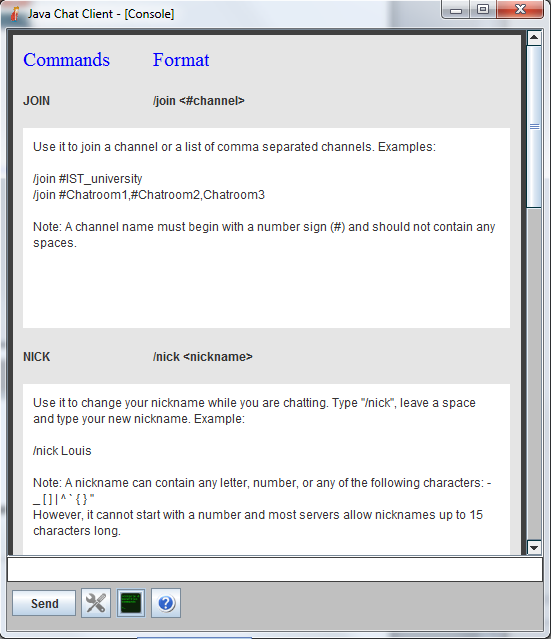 Java Chat Client - [Console]
Commands Format
JOIN /join <#channel>
Use it to join a channel or a list of comma separated channels. Examples:
/join #IST_university
/join #Chatroom1,#Chatroom2,Chatroom3
Note: A channel name must begin with a number sign (#) and should not contain any
spaces.
NICK /nick <nickname>
Use it to change your nickname while you are chatting. Type "/nick", leave a space
and type your new nickname. Example:
/nick Louis
Note: A nickname can contain any letter, number, or any of the following characters: -
_ [ ] | ^ ` { } "
However, it cannot start with a number and most servers allow nicknames up to 15
characters long.
Send